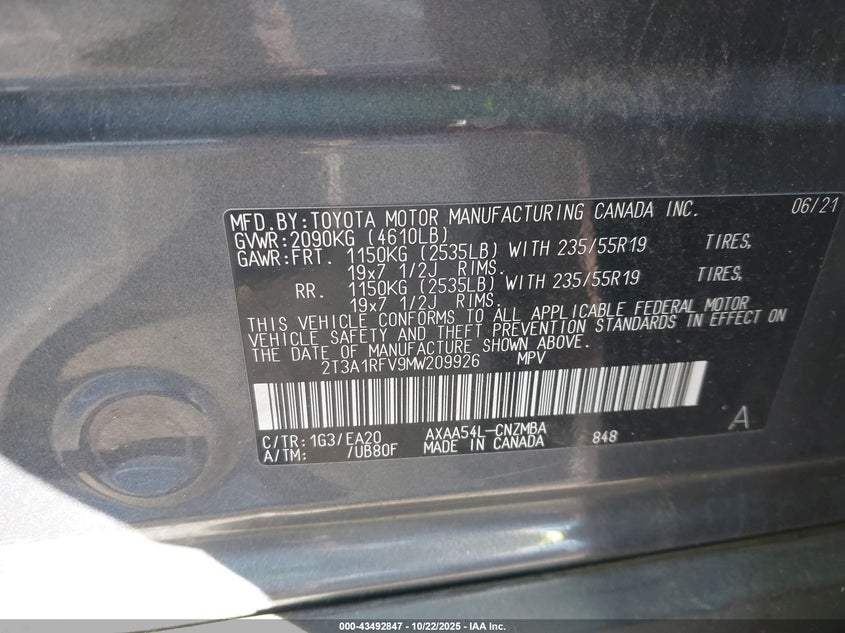 MFD.BY:TOYOTA MOTOR MANUFACTURING CANADA INC. 06/21
GVWR:2090KG (4610LB)
GAWR:FRT. 1150KG (2535LB) WITH 235/55R19 TIRES,
19x7 1/2J RIMS.
RR. 1150KG (2535LB) WITH 235/55R19 TIRES,
19x7 1/2J RIMS.
THIS VEHICLE CONFORMS TO ALL APPLICABLE FEDERAL MOTOR
VEHICLE SAFETY AND THEFT PREVENTION STANDARDS IN EFFECT ON
THE DATE OF MANUFACTURE SHOWN ABOVE.
2T3A1RFV9MW209926 MPV
C/TR:1G3/EA20 AXAA54L-CNZMBA 848 A
A/TM: /UB80F MADE IN CANADA
000-43492847 - 10/22/2025 - IAA Inc.